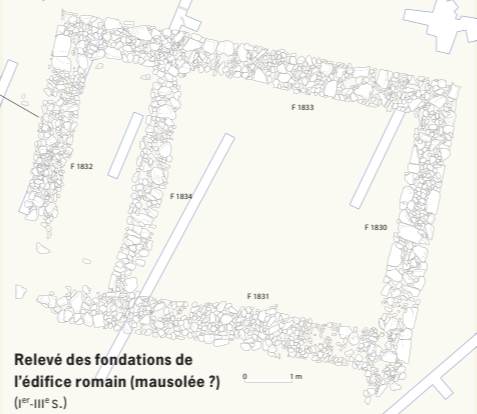 F 1833
F 1832
F 1834
F 1830
F 1831
Relevé des fondations de
l'édifice romain (mausolée ?)
(Ier-IIIe s.)
0 1 m